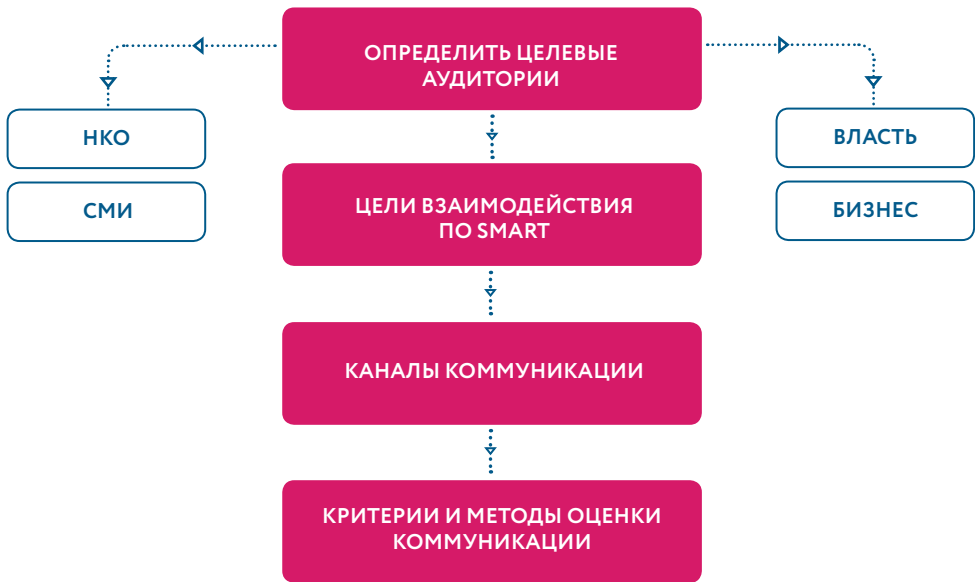 ОПРЕДЕЛИТЬ ЦЕЛЕВЫЕ
АУДИТОРИИ
НКО
СМИ
ВЛАСТЬ
БИЗНЕС
ЦЕЛИ ВЗАИМОДЕЙСТВИЯ
ПО SMART
КАНАЛЫ КОММУНИКАЦИИ
КРИТЕРИИ И МЕТОДЫ ОЦЕНКИ
КОММУНИКАЦИИ